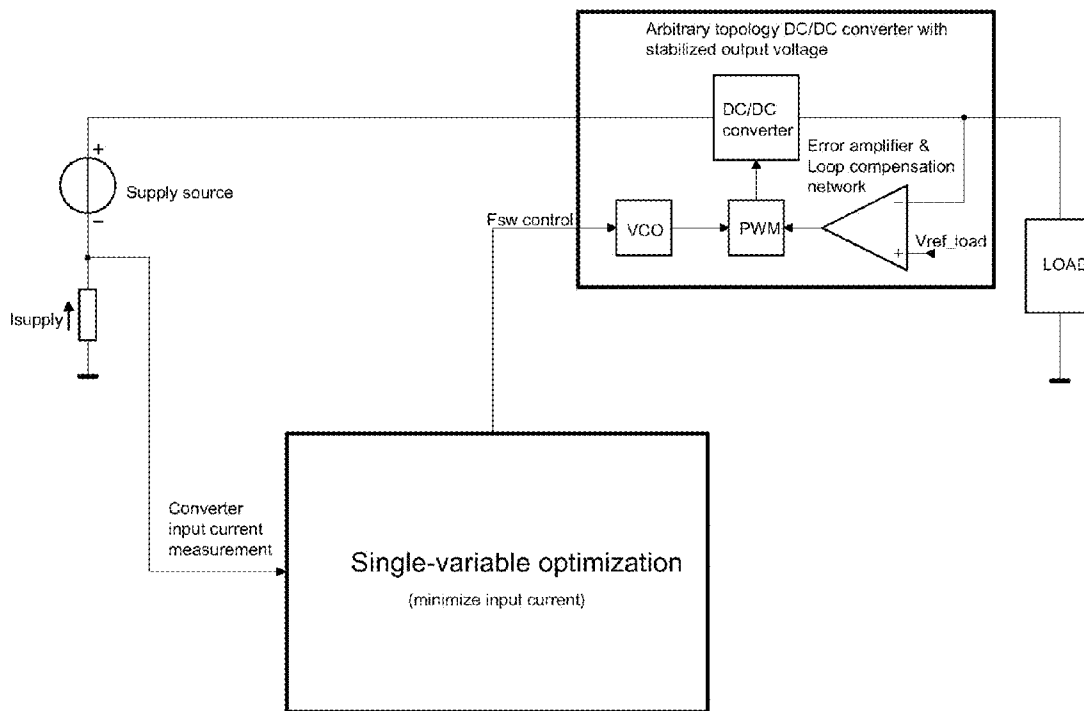 Arbitrary topology DC/DC converter with
stabilized output voltage
DC/DC
converter
Error amplifier &
Loop compensation
network
+
Supply source
−
Fsw control
VCO
PWM
−
+
Vref_load
LOAD
Isupply
Converter
input current
measurement
Single-variable optimization
(minimize input current)